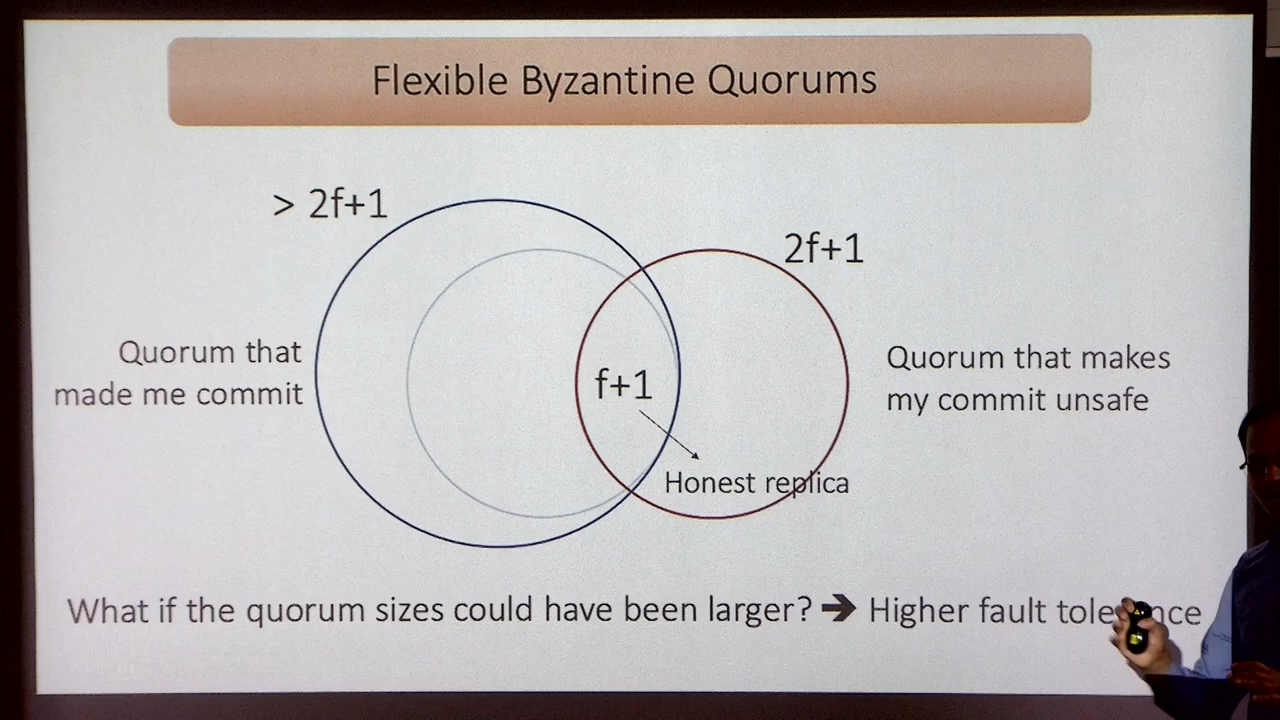 Flexible Byzantine Quorums
> 2f+1
2f+1
Quorum that
made me commit
f+1
Quorum that makes
my commit unsafe
Honest replica
What if the quorum sizes could have been larger? → Higher fault